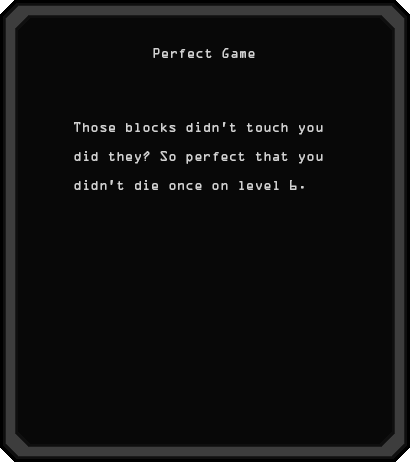 Perfect Game
Those blocks didn't touch you
did they? So perfect that you
didn't die once on level 6.